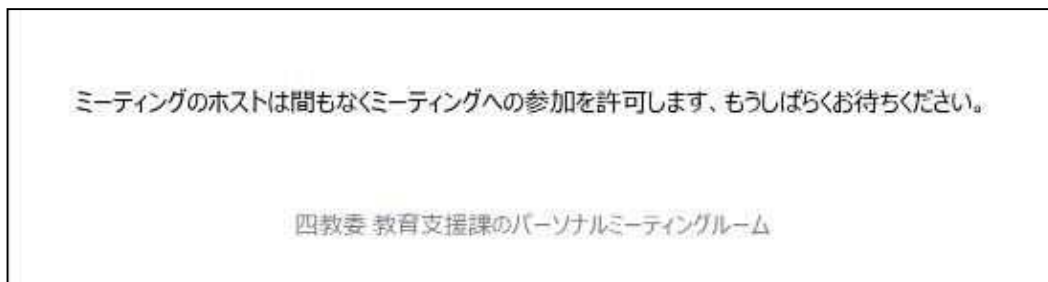 ミーティングのホストは間もなくミーティングへの参加を許可します、もうしばらくお待ちください。
四教委 教育支援課のパーソナルミーティングルーム